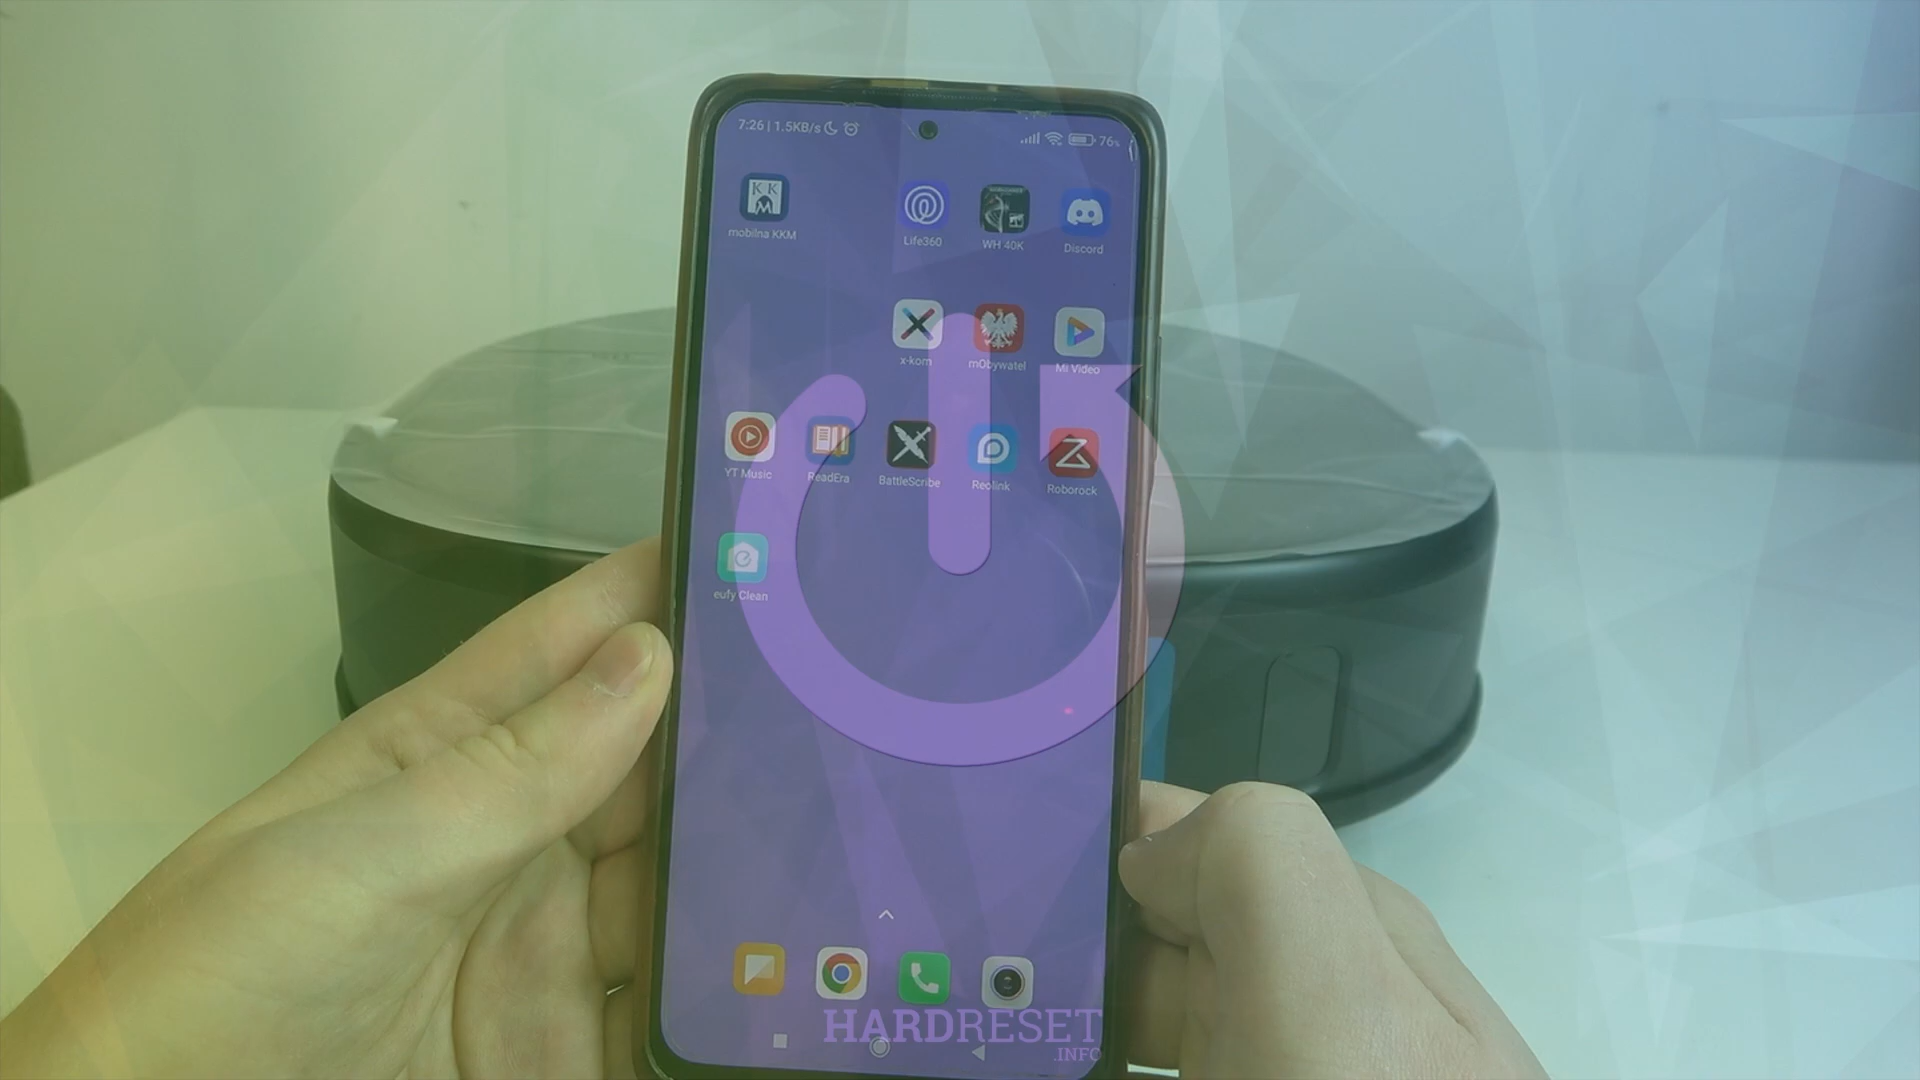 7:26 | 1.5KB/s
76%
KK
M
mobilna KKM
Life360
WH 40K
Discord
x-kom
mObywatel
Mi Video
YT Music
ReadEra
BattleScribe
Reolink
Roborock
eufy Clean
HARDRESET
.INFO